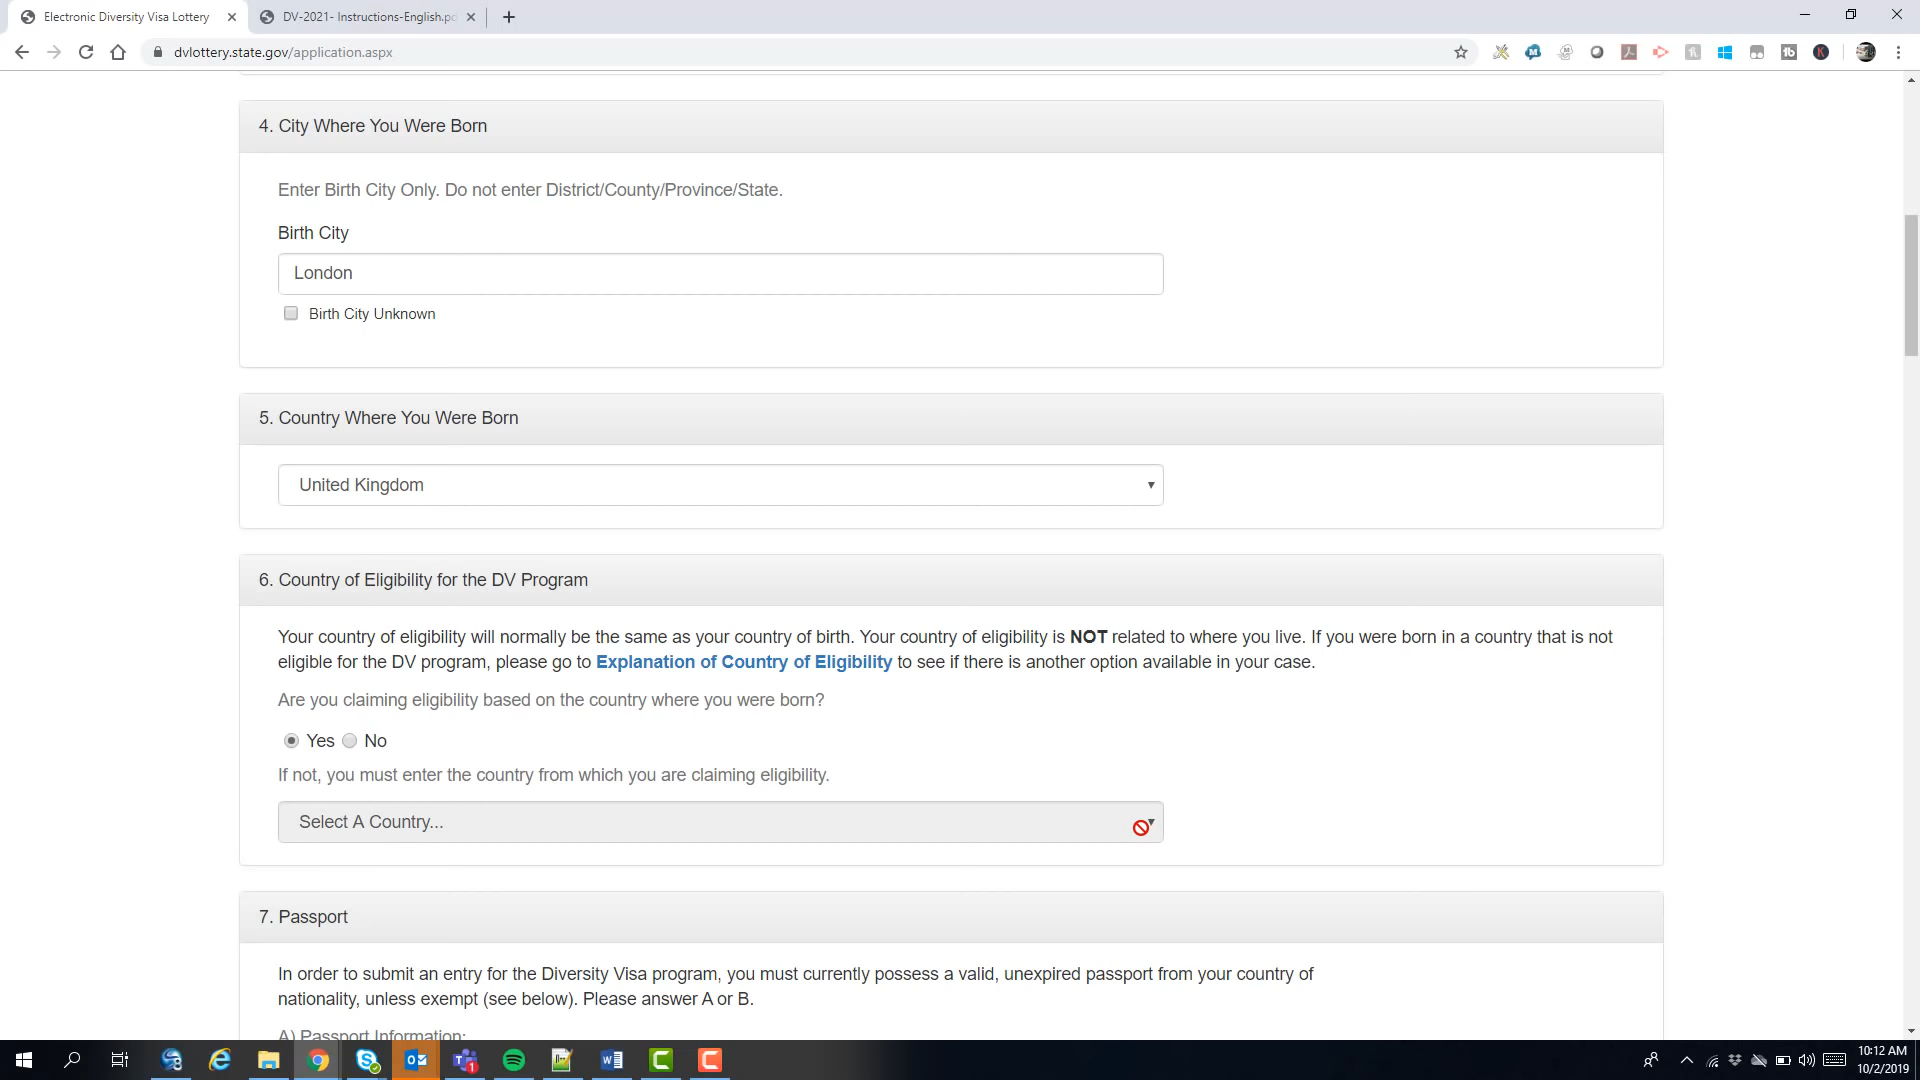 Electronic Diversity Visa Lottery
DV-2021- Instructions-English.pd
dvlottery.state.gov/application.aspx
4. City Where You Were Born
Enter Birth City Only. Do not enter District/County/Province/State.
Birth City
London
Birth City Unknown
5. Country Where You Were Born
United Kingdom
6. Country of Eligibility for the DV Program
Your country of eligibility will normally be the same as your country of birth. Your country of eligibility is NOT related to where you live. If you were born in a country that is not
eligible for the DV program, please go to Explanation of Country of Eligibility to see if there is another option available in your case.
Are you claiming eligibility based on the country where you were born?
Yes No
If not, you must enter the country from which you are claiming eligibility.
Select A Country...
7. Passport
In order to submit an entry for the Diversity Visa program, you must currently possess a valid, unexpired passport from your country of
nationality, unless exempt (see below). Please answer A or B.
A) Passport Information:
10:12 AM
10/2/2019